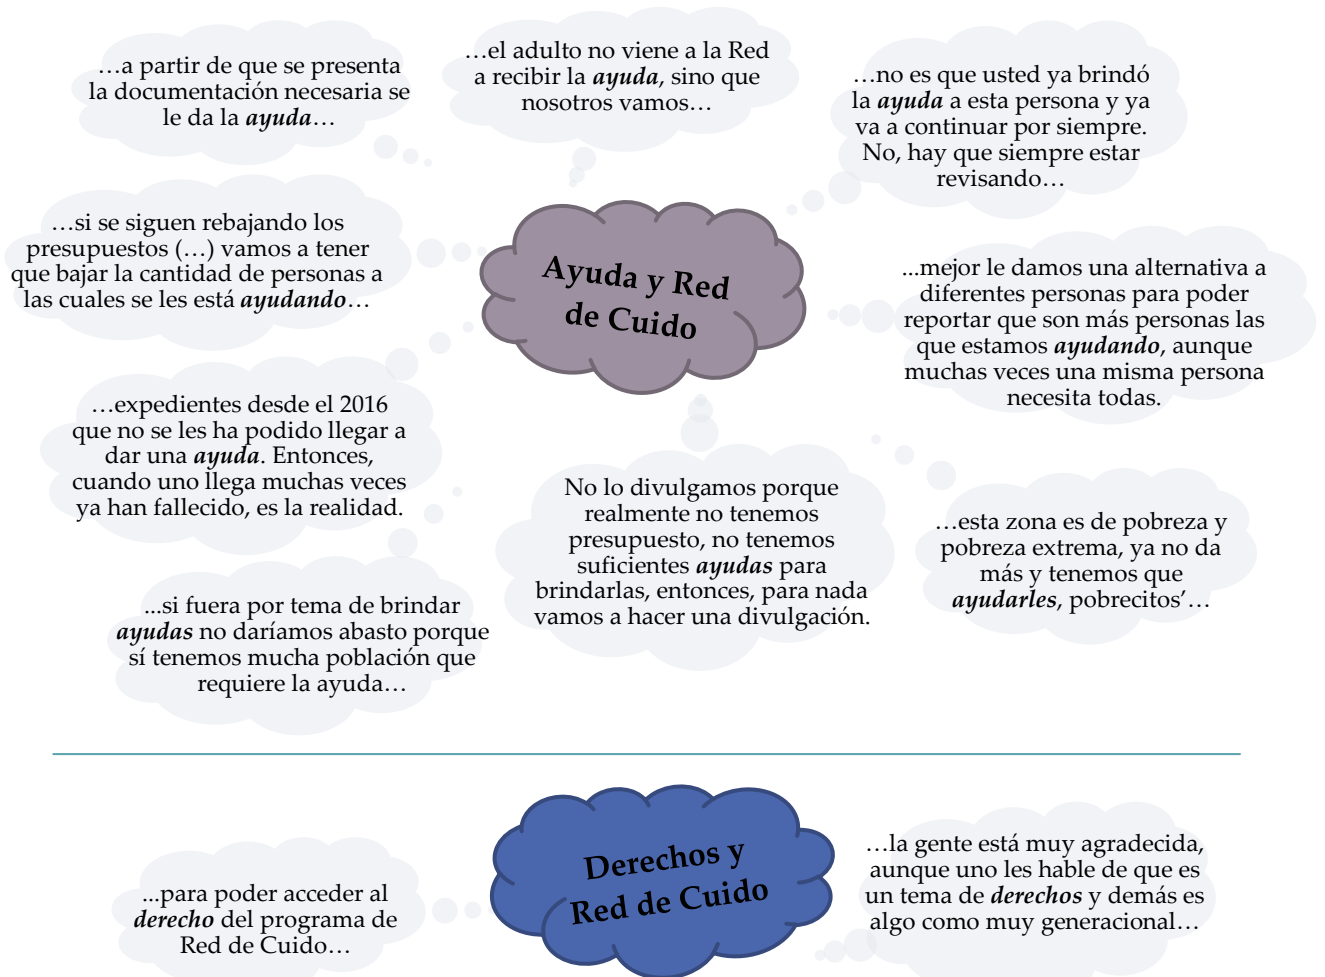 …a partir de que se presenta
la documentación necesaria se
le da la ayuda…
…el adulto no viene a la Red
a recibir la ayuda, sino que
nosotros vamos…
…no es que usted ya brindó
la ayuda a esta persona y ya
va a continuar por siempre.
No, hay que siempre estar
revisando…
…si se siguen rebajando los
presupuestos (…) vamos a tener
que bajar la cantidad de personas a
las cuales se les está ayudando…
Ayuda y Red
de Cuido
...mejor le damos una alternativa a
diferentes personas para poder
reportar que son más personas las
que estamos ayudando, aunque
muchas veces una misma persona
necesita todas.
…expedientes desde el 2016
que no se les ha podido llegar a
dar una ayuda. Entonces,
cuando uno llega muchas veces
ya han fallecido, es la realidad.
No lo divulgamos porque
realmente no tenemos
presupuesto, no tenemos
suficientes ayudas para
brindarlas, entonces, para nada
vamos a hacer una divulgación.
…esta zona es de pobreza y
pobreza extrema, ya no da
más y tenemos que
ayudarles, pobrecitos’…
...si fuera por tema de brindar
ayudas no daríamos abasto porque
sí tenemos mucha población que
requiere la ayuda…
Derechos y
Red de Cuido
...para poder acceder al
derecho del programa de
Red de Cuido…
…la gente está muy agradecida,
aunque uno les hable de que es
un tema de derechos y demás es
algo como muy generacional…